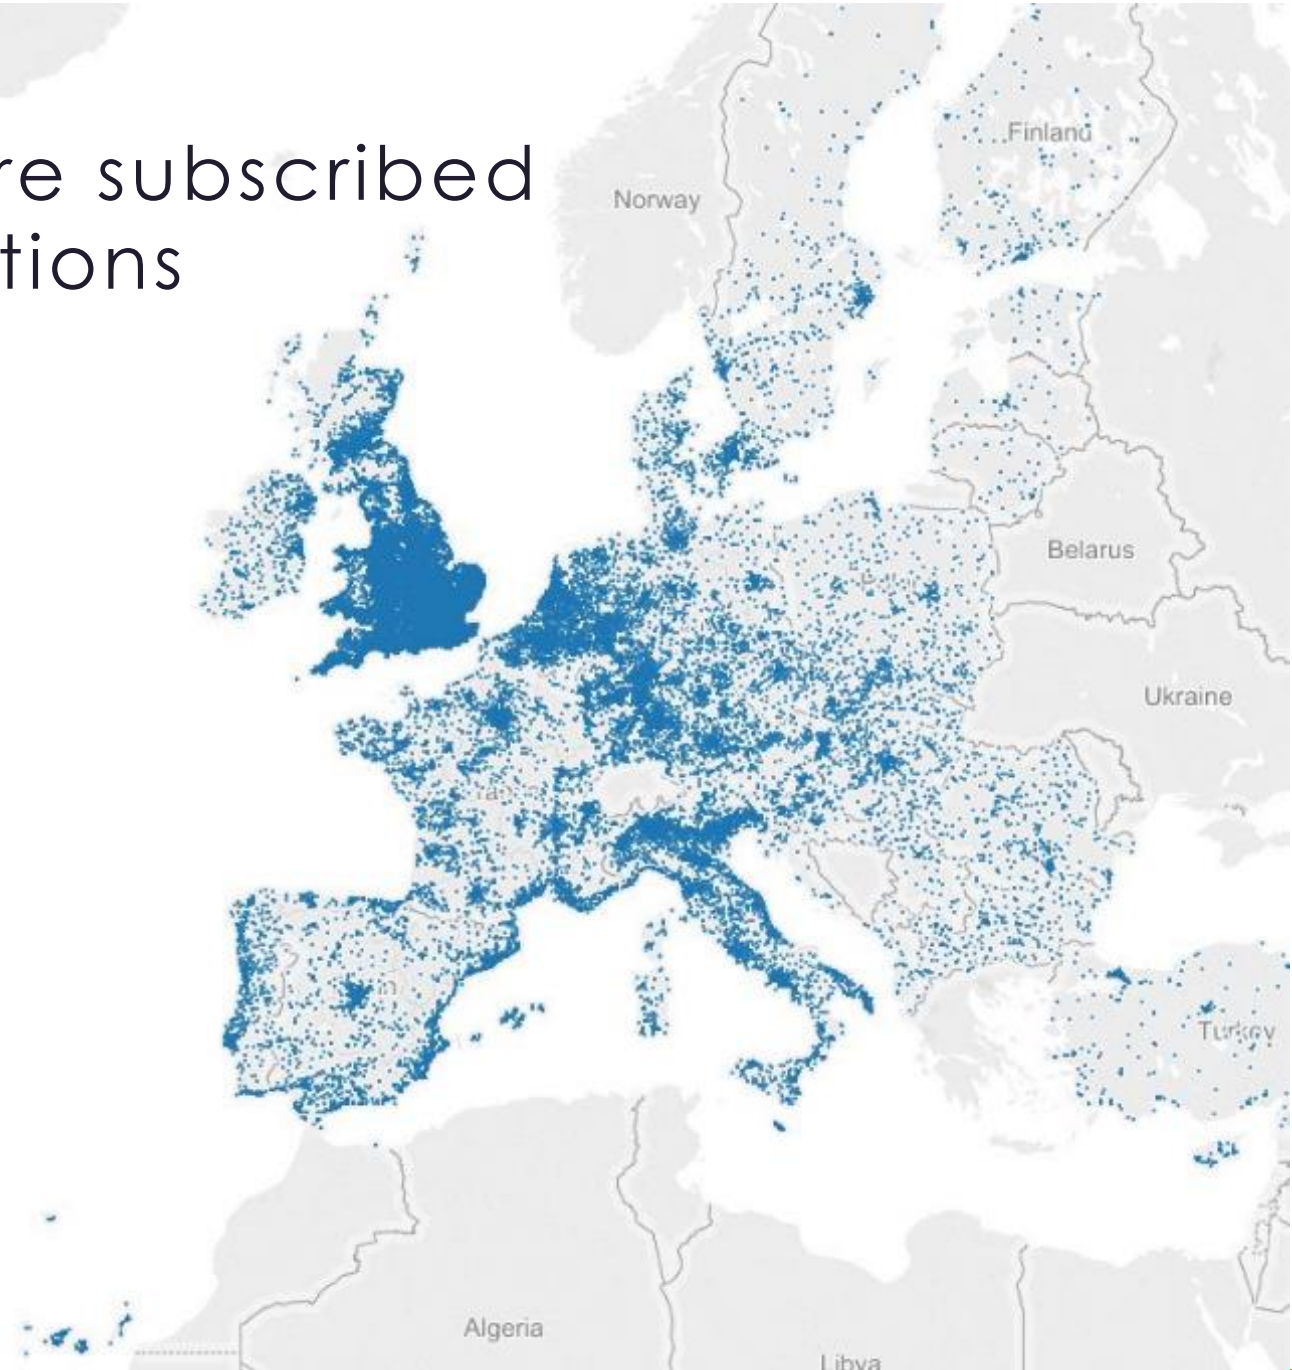 re subscribed
tions
Finland
Norway
Belarus
Ukraine
Turkey
Algeria
Libya